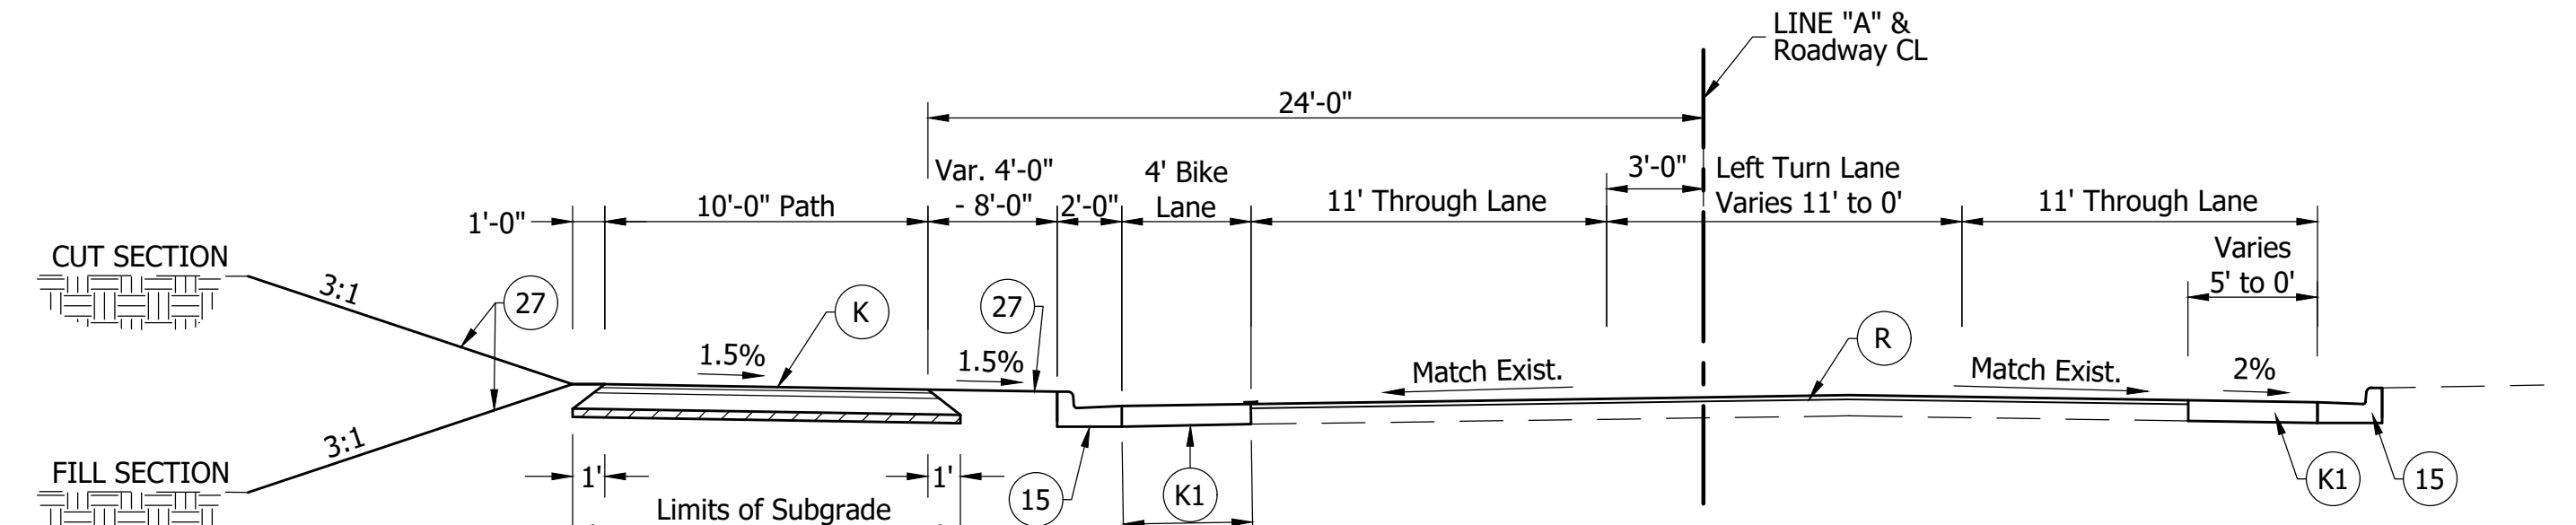 LINE "A" &
Roadway CL
24'-0"
Var. 4'-0"
- 8'-0"
4' Bike
Lane
3'-0"
Left Turn Lane
Varies 11' to 0'
1'-0"
10'-0" Path
2'-0"
11' Through Lane
11' Through Lane
Varies
5' to 0'
CUT SECTION
3:1
27
K
27
R
1.5%
1.5%
Match Exist.
Match Exist.
2%
3:1
FILL SECTION
1'
1'
Limits of Subgrade
15
K1
K1
15